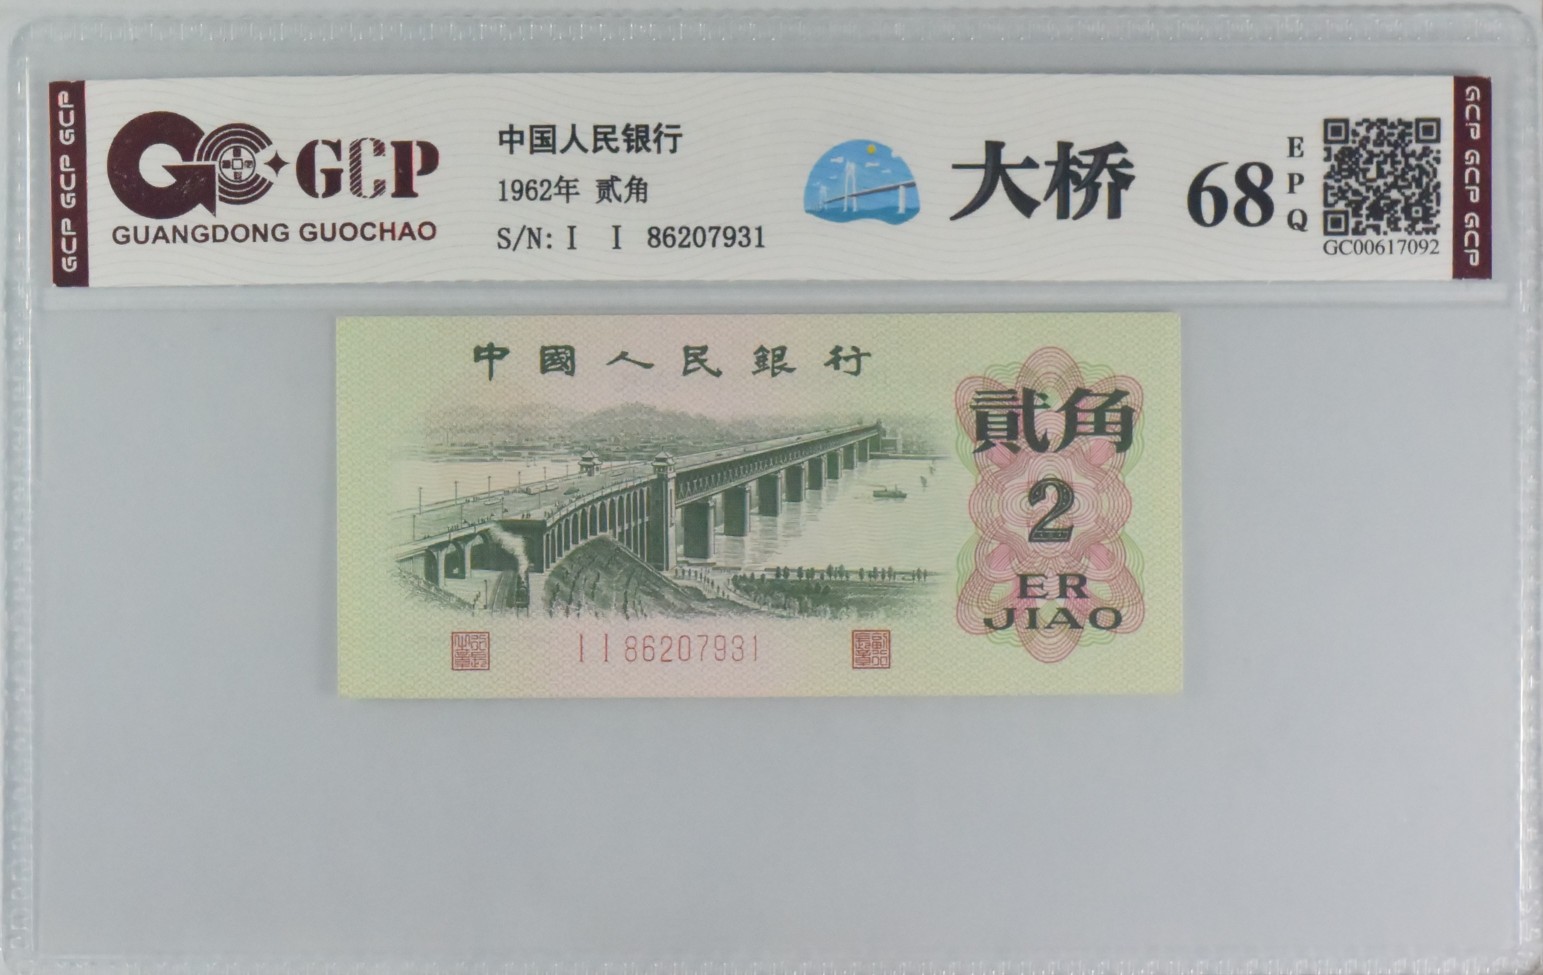 GCP GCP GCP
GCP
GUANGDONG GUOCHAO
中国人民银行
1962年 贰角
S/N: I I 86207931
大桥
68
EPQ
GC00617092
GCP GCP GCP
中國人民銀行
貳角
2
ER
JIAO
I I 86207931